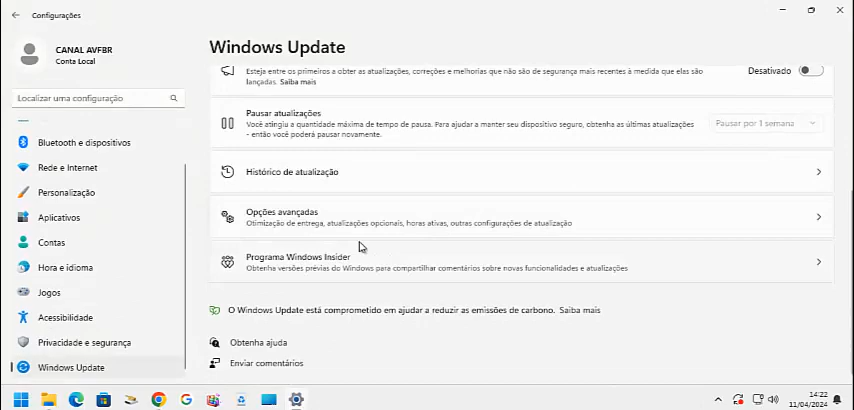 Configurações
CANAL AVFBR
Conta Local
Localizar uma configuração
Bluetooth e dispositivos
Rede e Internet
Personalização
Aplicativos
Contas
Hora e idioma
Jogos
Acessibilidade
Privacidade e segurança
Windows Update
Windows Update
Esteja entre os primeiros a obter as atualizações, correções e melhorias que não são de segurança mais recentes à medida que elas são
lançadas. Saiba mais
Desativado
Pausar atualizações
Você atingiu a quantidade máxima de tempo de pausa. Para ajudar a manter seu dispositivo seguro, obtenha as últimas atualizações
- então você poderá pausar novamente.
Pausar por 1 semana
Histórico de atualização
Opções avançadas
Otimização de entrega, atualizações opcionais, horas ativas, outras configurações de atualização
Programa Windows Insider
Obtenha versões prévias do Windows para compartilhar comentários sobre novas funcionalidades e atualizações
O Windows Update está comprometido em ajudar a reduzir as emissões de carbono. Saiba mais
Obtenha ajuda
Enviar comentários
14:22
11/04/2024